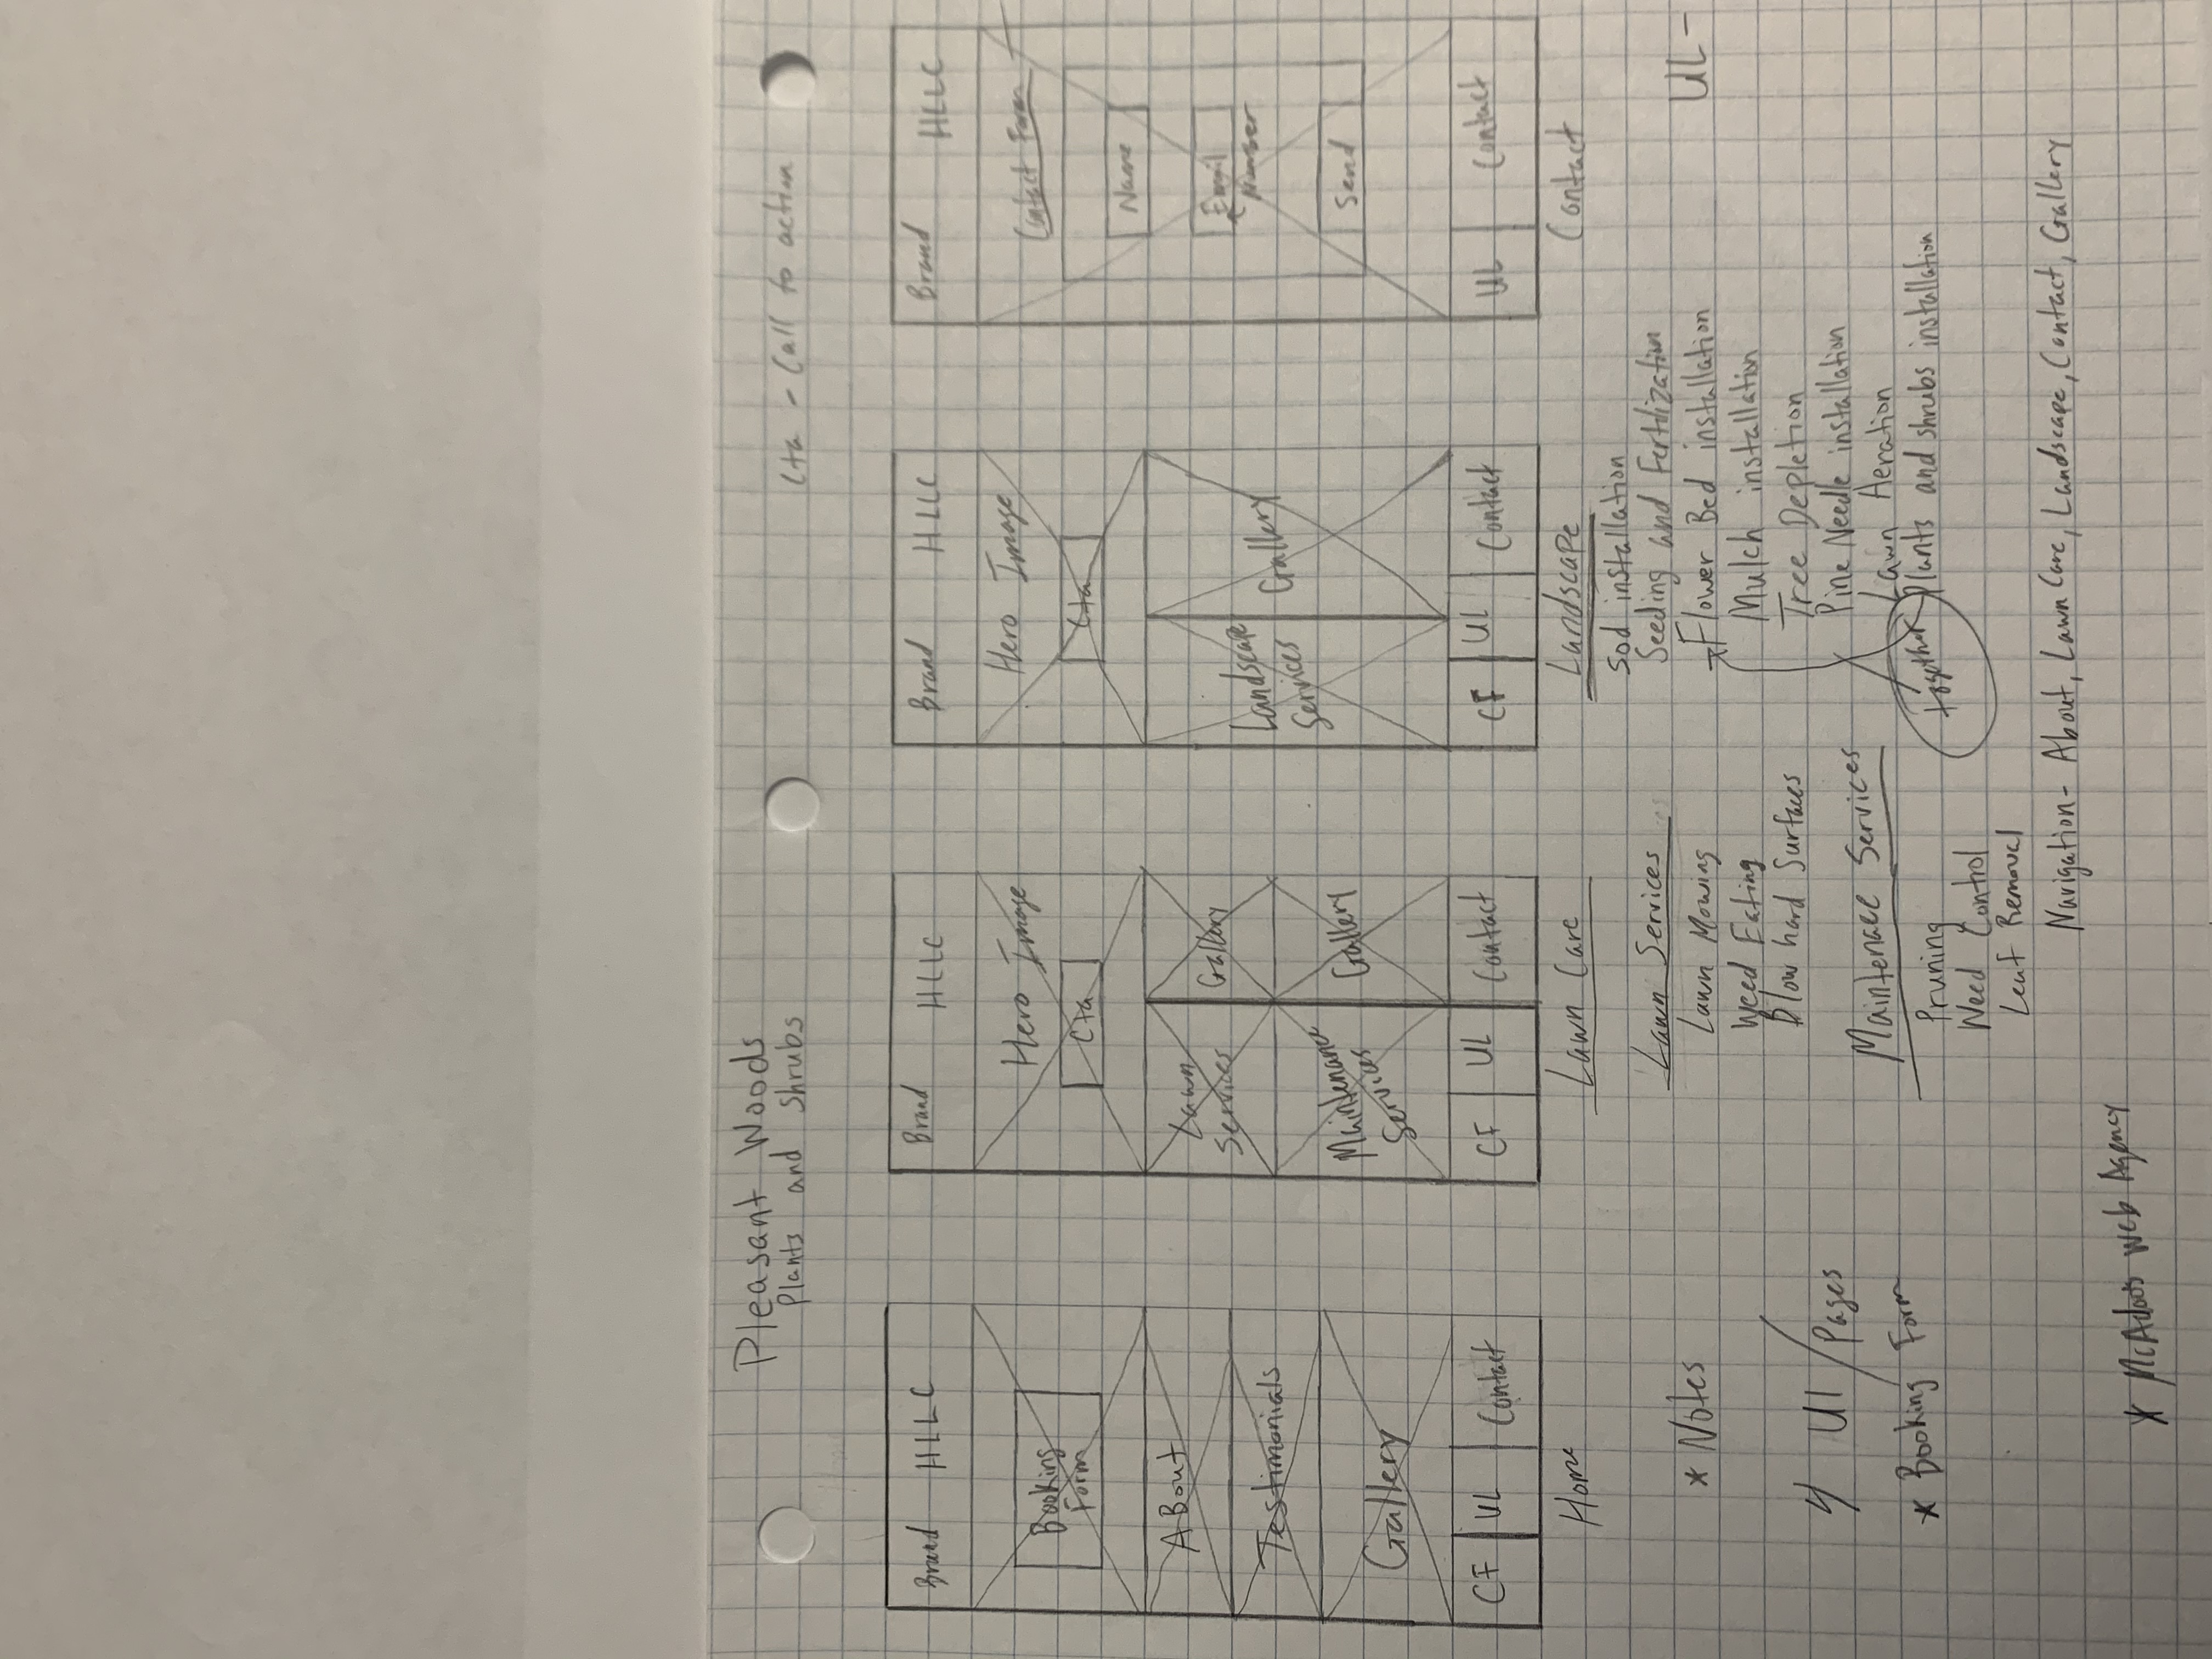 Pleasant Woods
Plants and Shrubs
Cta - Call to action
Brand HLLC
Booking
Form
ABout
Testimonials
Gallery
CF UL Contact
Home
Brand HLLC
Hero Image
Cta
Lawn
Services
Gallery
Maintenance
Services
Gallery
CF UL Contact
Lawn Care
Brand HLLC
Hero Image
Cta
Landscape
Services
Gallery
CF UL Contact
Landscape
Brand HLLC
Contact Form
Name
Email
Number
Send
UL Contact
Contact
* Notes
4 UI / Pages
* Booking Form
* McAdoos Web Agency
Lawn Services
Lawn Mowing
Weed Eating
Blow hard Surfaces
Maintenace Services
Pruning
Weed Control
Leaf Removal
Sod installation
Seeding and Fertilization
Flower Bed installation
Mulch installation
Tree Depletion
Pine Needle installation
Lawn Aeration
together
Plants and shrubs installation
UL -
Navigation - About, Lawn Care, Landscape, Contact, Gallery